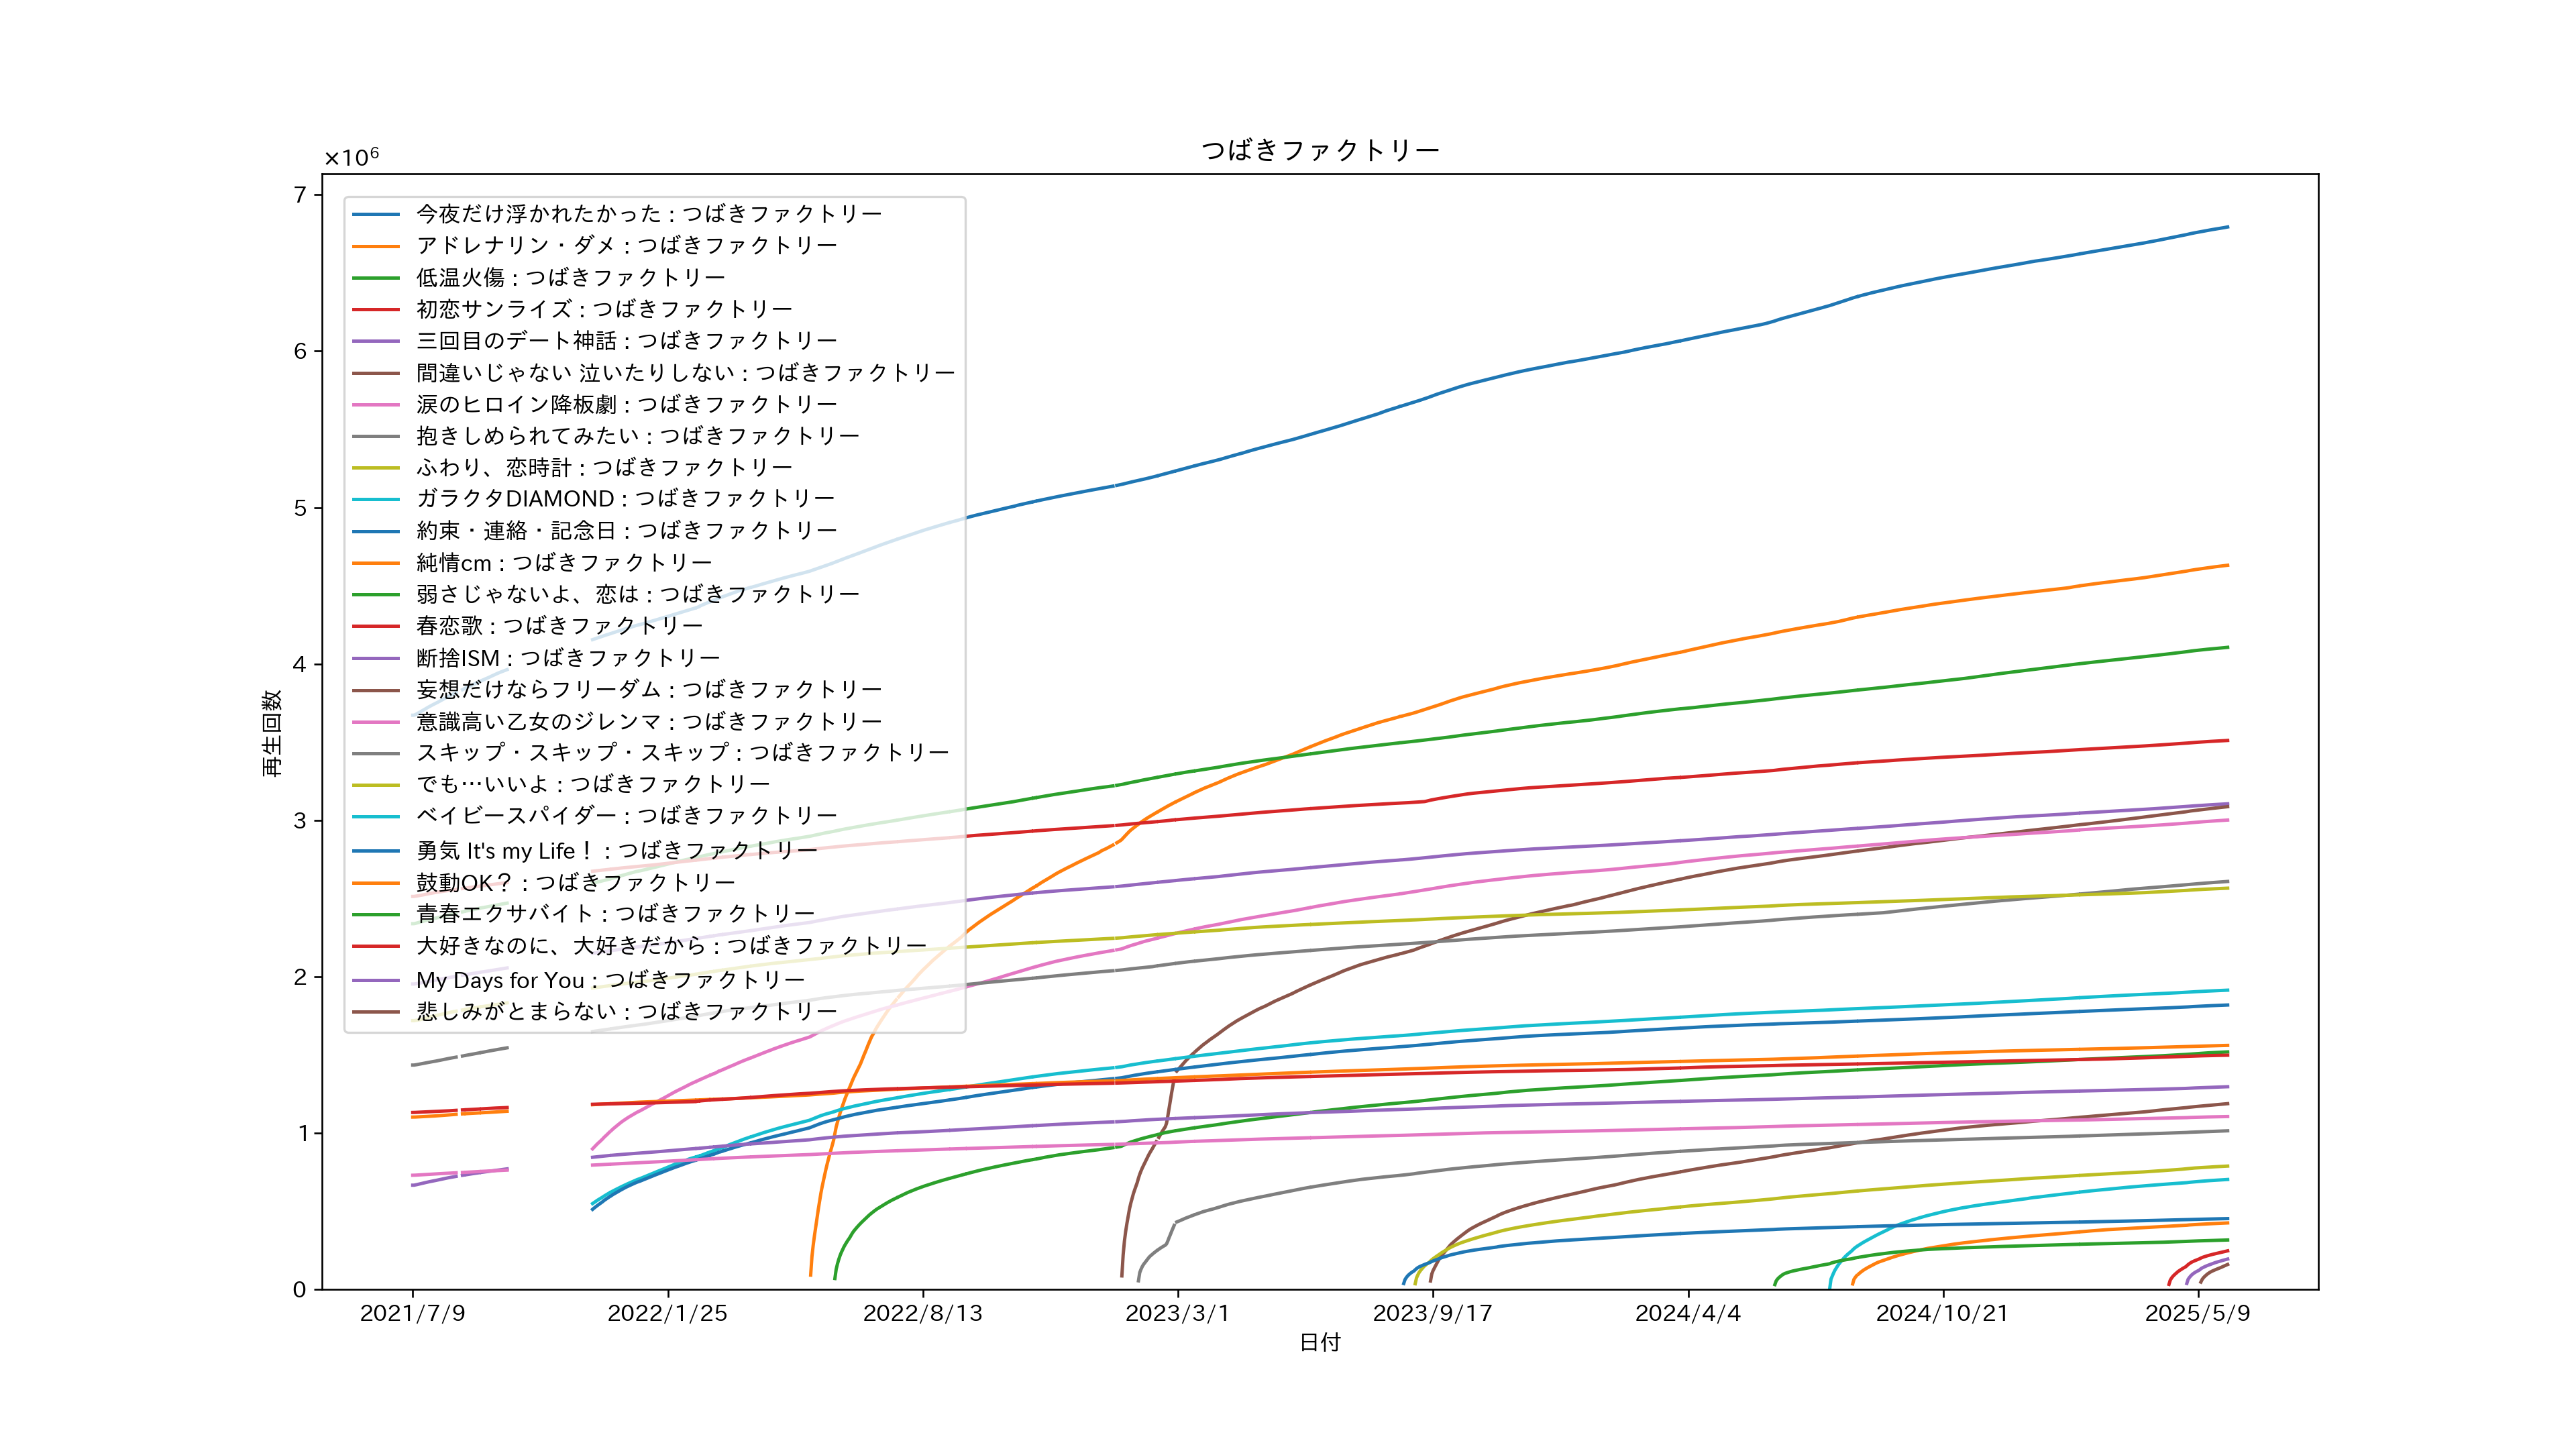 つばきファクトリー
×10⁶
7
6
5
4
3
2
1
0
再生回数
今夜だけ浮かれたかった : つばきファクトリー
アドレナリン・ダメ : つばきファクトリー
低温火傷 : つばきファクトリー
初恋サンライズ : つばきファクトリー
三回目のデート神話 : つばきファクトリー
間違いじゃない 泣いたりしない : つばきファクトリー
涙のヒロイン降板劇 : つばきファクトリー
抱きしめられてみたい : つばきファクトリー
ふわり、恋時計 : つばきファクトリー
ガラクタDIAMOND : つばきファクトリー
約束・連絡・記念日 : つばきファクトリー
純情cm : つばきファクトリー
弱さじゃないよ、恋は : つばきファクトリー
春恋歌 : つばきファクトリー
断捨ISM : つばきファクトリー
妄想だけならフリーダム : つばきファクトリー
意識高い乙女のジレンマ : つばきファクトリー
スキップ・スキップ・スキップ : つばきファクトリー
でも…いいよ : つばきファクトリー
ベイビースパイダー : つばきファクトリー
勇気 It's my Life！ : つばきファクトリー
鼓動OK？ : つばきファクトリー
青春エクサバイト : つばきファクトリー
大好きなのに、大好きだから : つばきファクトリー
My Days for You : つばきファクトリー
悲しみがとまらない : つばきファクトリー
2021/7/9 2022/1/25 2022/8/13 2023/3/1 2023/9/17 2024/4/4 2024/10/21 2025/5/9
日付